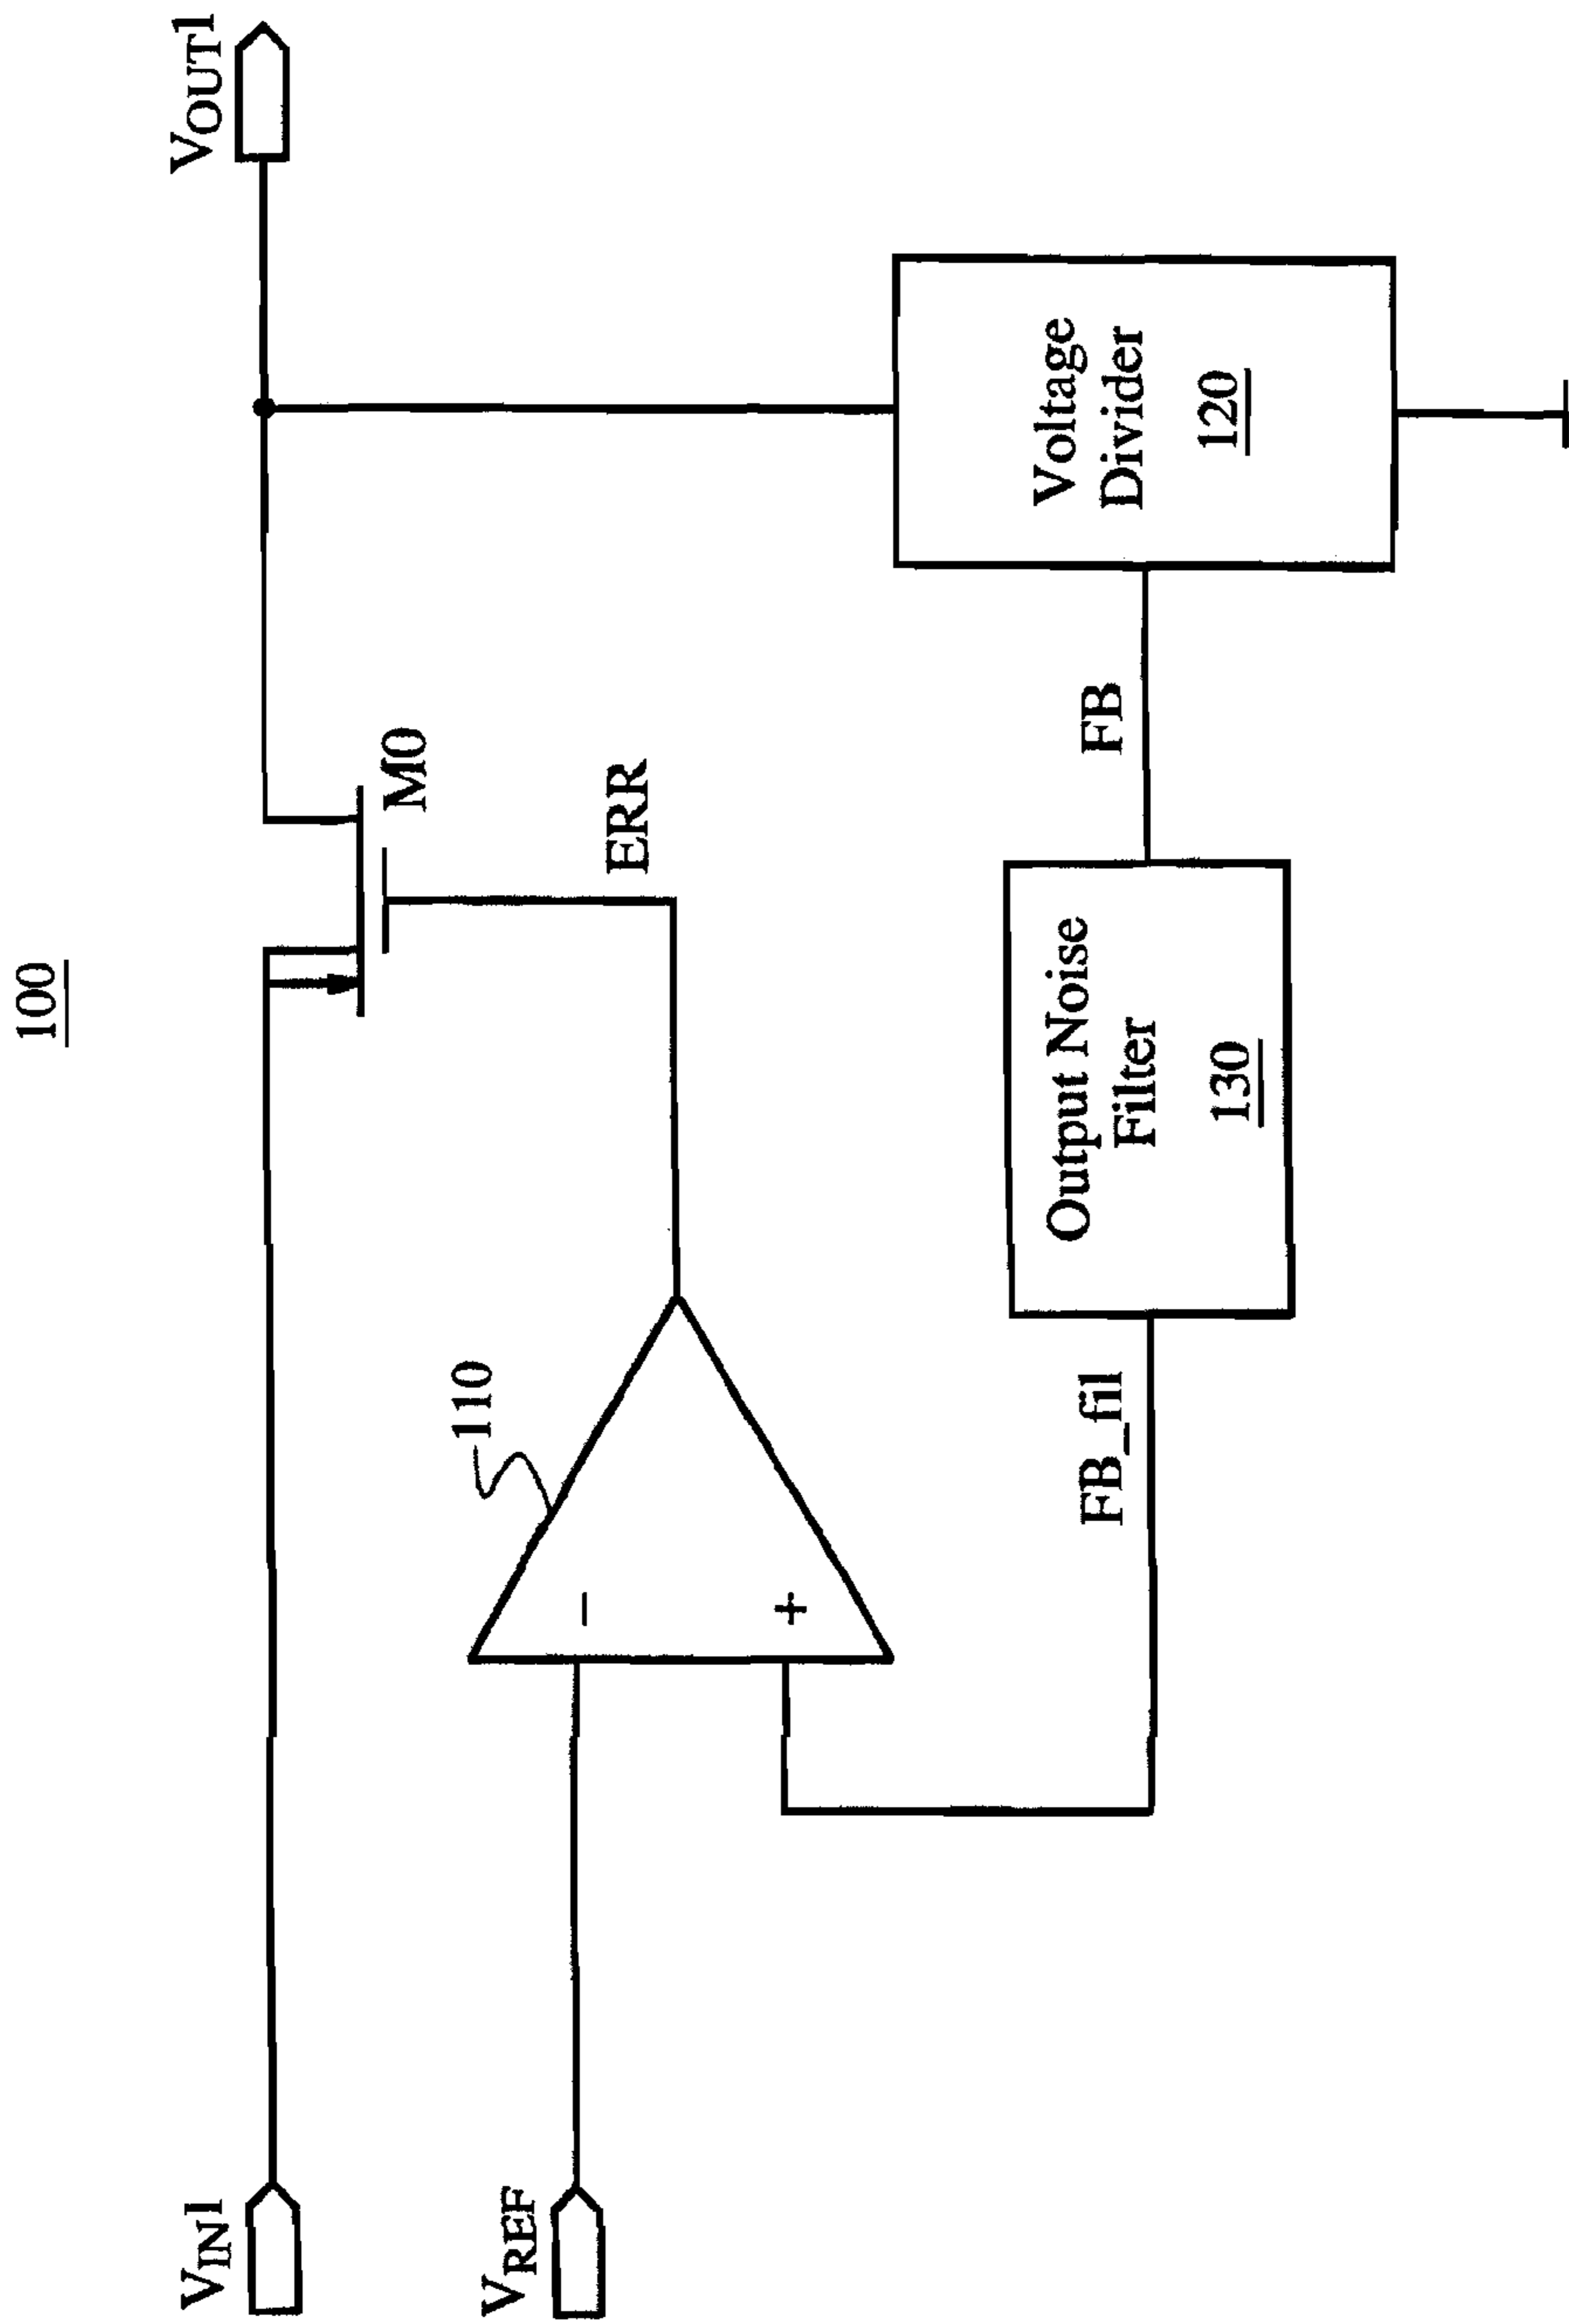 100
VIN1
VOUT1
M0
110
ERR
VREF
−
+
Voltage
Divider
120
Output Noise
Filter
130
FB_fil
FB